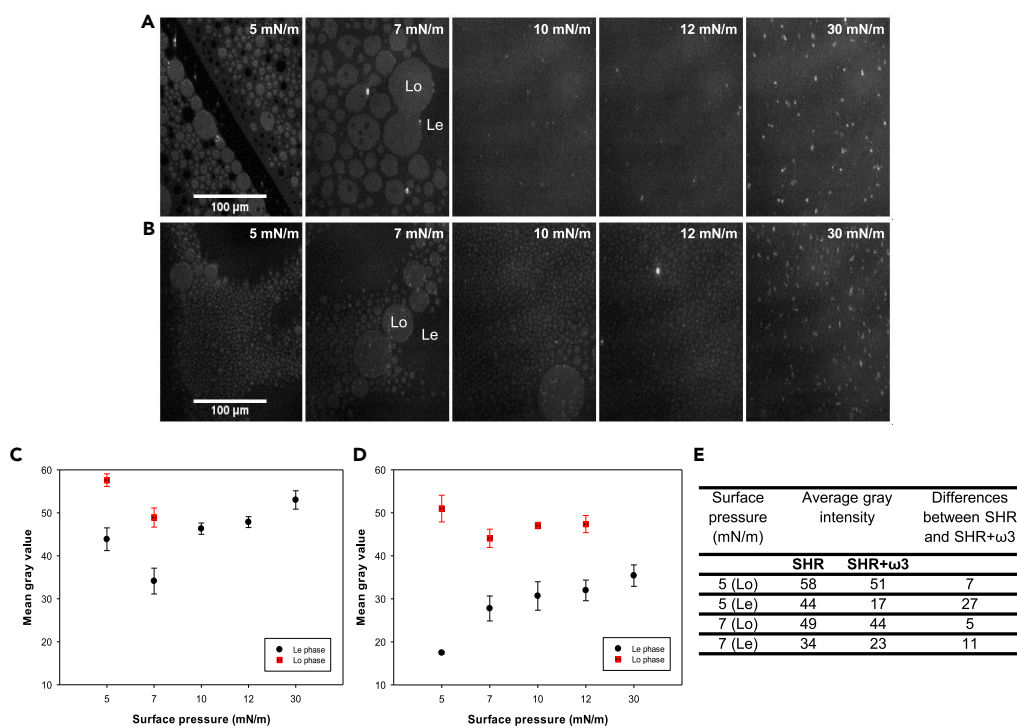 A
5 mN/m
7 mN/m
10 mN/m
12 mN/m
30 mN/m
Lo
Le
100 µm
B
5 mN/m
7 mN/m
10 mN/m
12 mN/m
30 mN/m
Lo
Le
100 µm
C
60
50
40
30
20
10
Mean gray value
Le phase
Lo phase
5
7
10
12
30
Surface pressure (mN/m)
D
60
50
40
30
20
10
Mean gray value
Le phase
Lo phase
5
7
10
12
30
Surface pressure (mN/m)
E
Surface pressure (mN/m) Average gray intensity Differences between SHR and SHR+ω3
SHR SHR+ω3
5 (Lo) 58 51 7
5 (Le) 44 17 27
7 (Lo) 49 44 5
7 (Le) 34 23 11